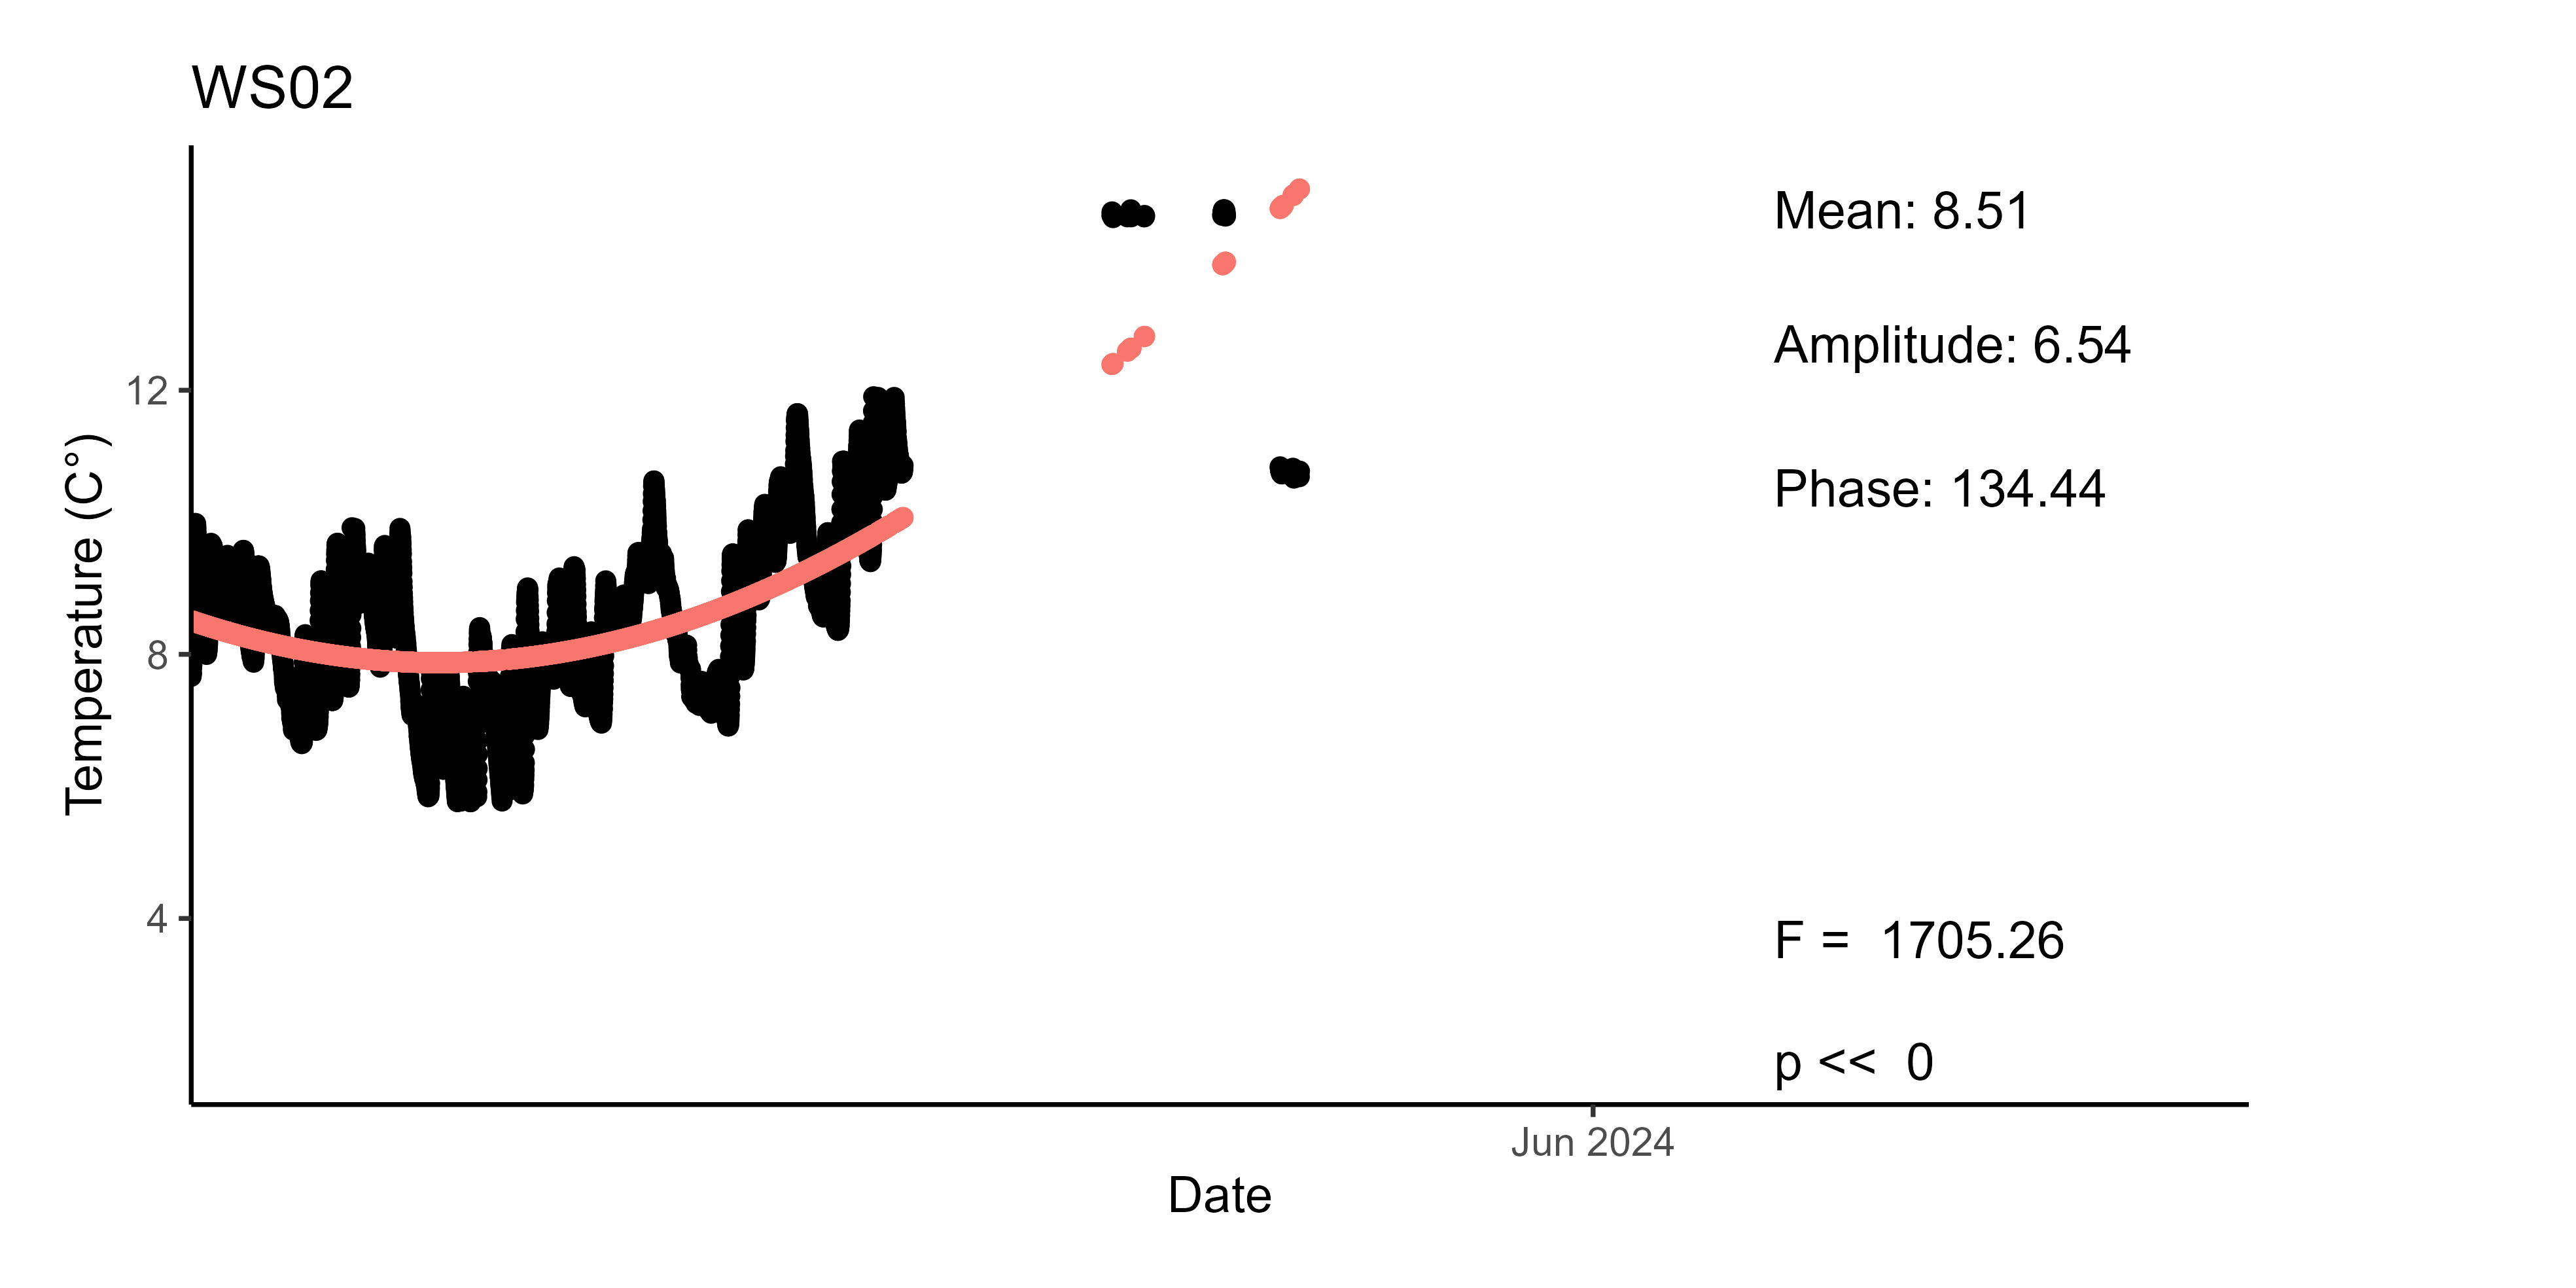 WS02
Mean: 8.51
Amplitude: 6.54
Phase: 134.44
F =  1705.26
p <<  0
12
8
4
Temperature (C°)
Jun 2024
Date